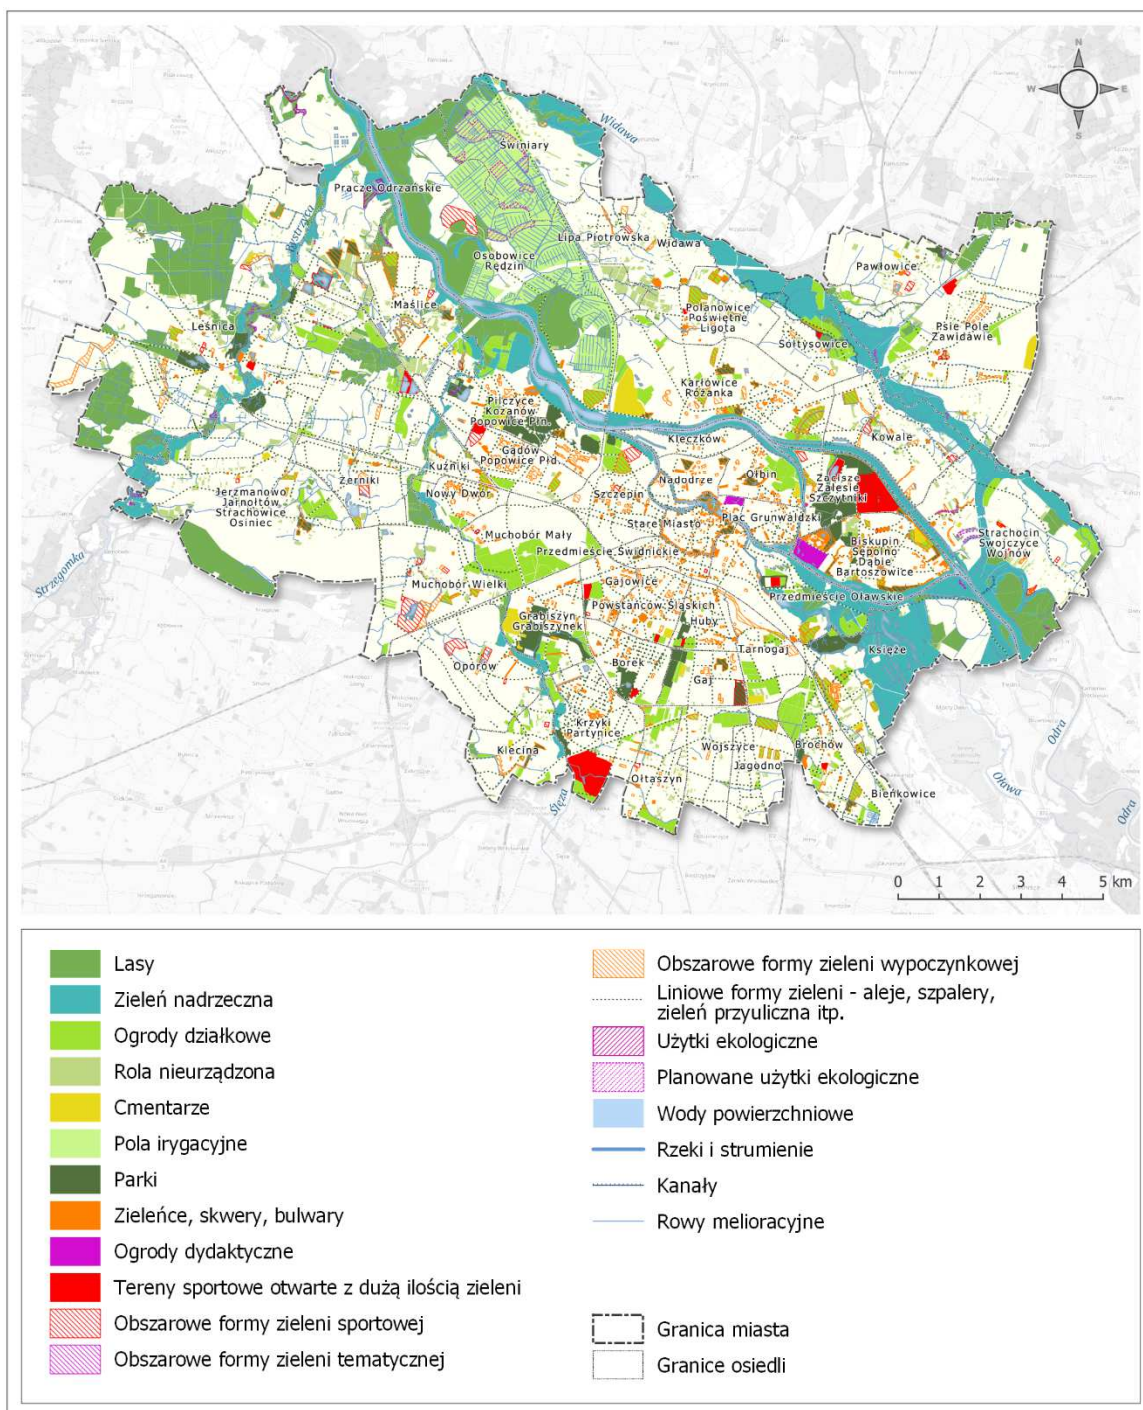 N
W E
S
Widawa
Świniary
Pracze Odrzańskie
Bystrzyca
Lipa Piotrowska
Widawa
Osobowice
Rędzin
Pawłowice
Maślice
Polanowice
Poświętne
Ligota
Leśnica
Sołtysowice
Psie Pole
Zawidawie
Karłowice
Różanka
Pilczyce
Kozanów
Popowice Płn.
Kleczków
Kowale
Gądów
Popowice Płd.
Kuźniki
Żerniki
Nadodrze
Ołbin
Zacisze
Zalesie
Szczytniki
Jerzmanowo
Jarnołtów
Strachowice
Osiniec
Nowy Dwór
Szczepin
Stare Miasto
Plac Grunwaldzki
Muchobór Mały
Przedmieście Świdnickie
Biskupin
Sępolno
Dąbie
Bartoszowice
Strachocin
Swojczyce
Wojnów
Strzegomka
Muchobór Wielki
Gajowice
Powstańców Śląskich
Przedmieście Oławskie
Grabiszyn
Grabiszynek
Huby
Tarnogaj
Księże
Oporów
Borek
Gaj
Krzyki
Partynice
Klecina
Wojszyce
Brochów
Ołtaszyn
Jagodno
Bieńkowice
Ślęza
Odra
Oława
Odra
0 1 2 3 4 5 km
Lasy
Zieleń nadrzeczna
Ogrody działkowe
Rola nieurządzona
Cmentarze
Pola irygacyjne
Parki
Zieleńce, skwery, bulwary
Ogrody dydaktyczne
Tereny sportowe otwarte z dużą ilością zieleni
Obszarowe formy zieleni sportowej
Obszarowe formy zieleni tematycznej
Obszarowe formy zieleni wypoczynkowej
Liniowe formy zieleni - aleje, szpalery,
zieleń przyuliczna itp.
Użytki ekologiczne
Planowane użytki ekologiczne
Wody powierzchniowe
Rzeki i strumienie
Kanały
Rowy melioracyjne
Granica miasta
Granice osiedli